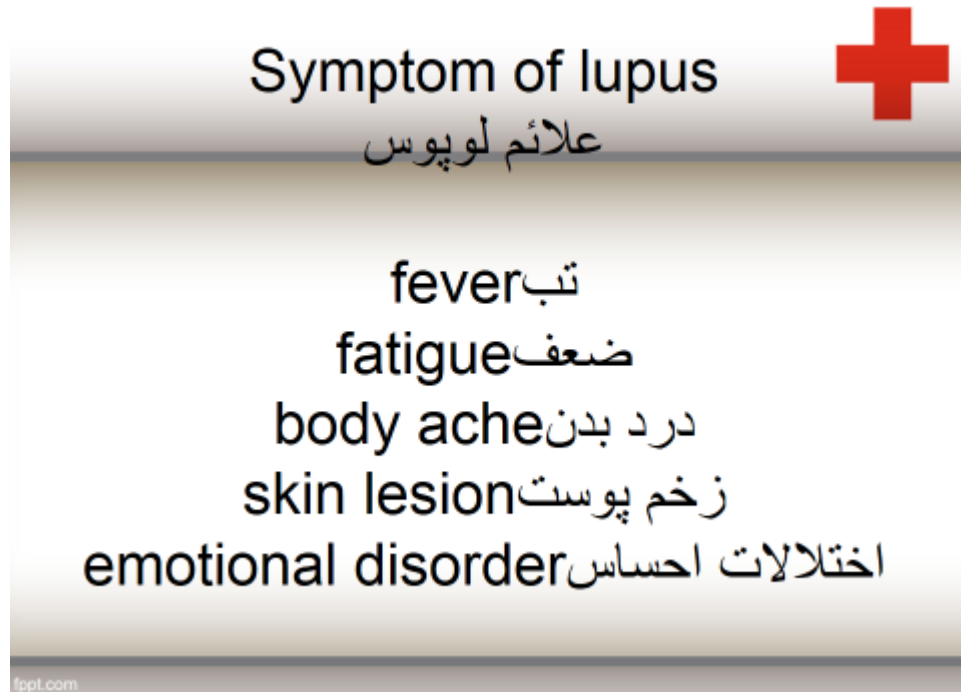 Symptom of lupus
علائم لوپوس
feverتب
fatigueضعف
body acheدرد بدن
skin lesionزخم پوست
emotional disorderاختلالات احساس
fppt.com